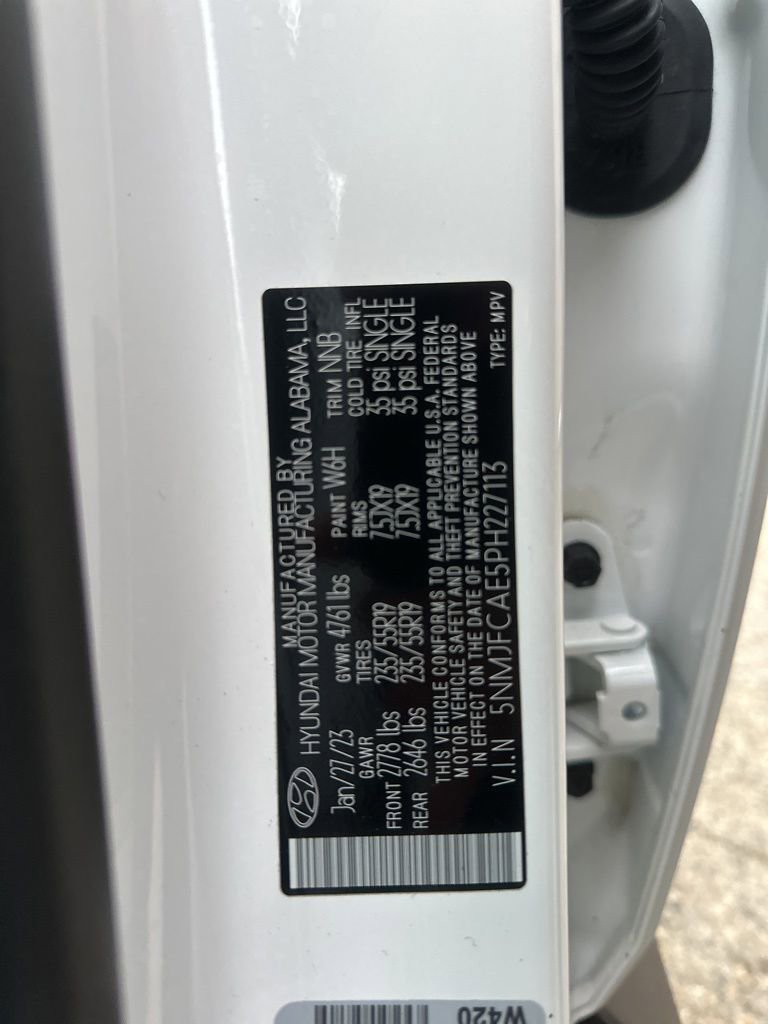 MANUFACTURED BY
HYUNDAI MOTOR MANUFACTURING ALABAMA, LLC
Jan/27/23 GVWR 4761 lbs PAINT W6H TRIM NNB
GAWR TIRES RIMS COLD TIRE INFL
FRONT 2778 lbs 235/55R19 7.5JX19 35 psi SINGLE
REAR 2646 lbs 235/55R19 7.5JX19 35 psi SINGLE
THIS VEHICLE CONFORMS TO ALL APPLICABLE U.S.A. FEDERAL
MOTOR VEHICLE SAFETY AND THEFT PREVENTION STANDARDS
IN EFFECT ON THE DATE OF MANUFACTURE SHOWN ABOVE
V.I.N 5NMJFCAE5PH227113 TYPE: MPV
W420